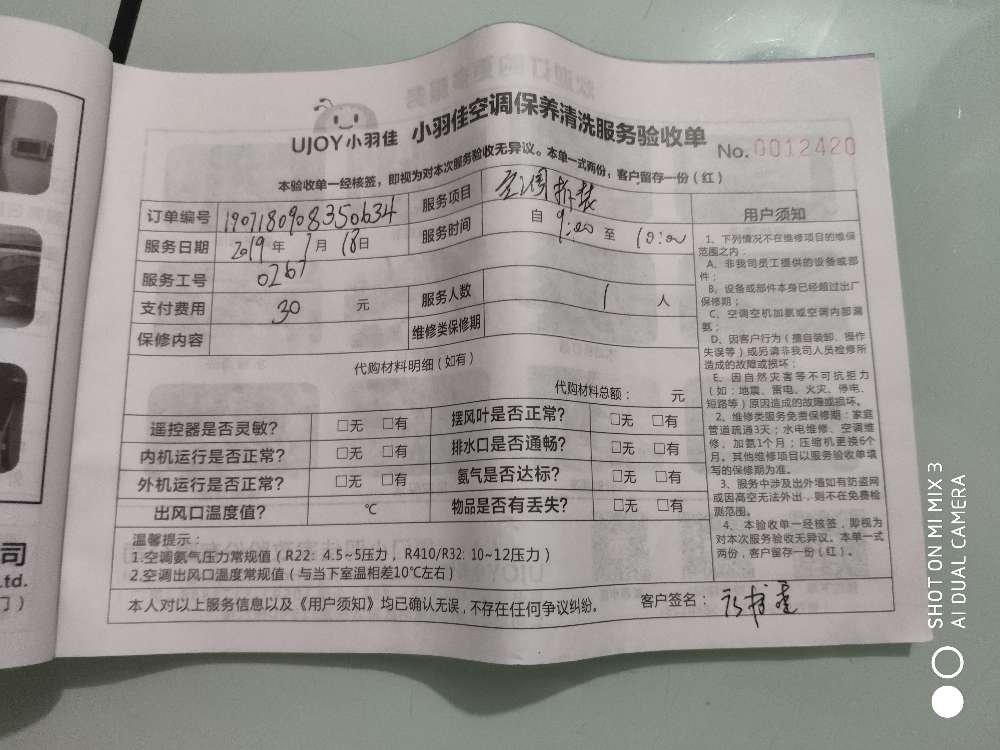 UJOY小羽佳 小羽佳空调保养清洗服务验收单
No.0012420
本验收单一经核签，即视为对本次服务验收无异议。本单一式两份，客户留存一份（红）
订单编号 1907180908350634 服务项目 空调拆装
服务日期 2019年7月18日 服务时间 自9:00至10:00
服务工号 0267
支付费用 30 元 服务人数 1 人
保修内容 维修类保修期
代购材料明细（如有）
代购材料总额： 元
遥控器是否灵敏？ □无 □有 摆风叶是否正常？ □无 □有
内机运行是否正常？ □无 □有 排水口是否通畅？ □无 □有
外机运行是否正常？ □无 □有 氨气是否达标？ □无 □有
出风口温度值？ ℃ 物品是否有丢失？ □无 □有
温馨提示：
1.空调氨气压力常规值（R22：4.5~5压力，R410/R32: 10~12压力）
2.空调出风口温度常规值（与当下室温相差10℃左右）
本人对以上服务信息以及《用户须知》均已确认无误，不存在任何争议纠纷。 客户签名：
用户须知
1、下列情况不在维修项目的维保
范围之内：
A、非我司员工提供的设备或部
件；
B、设备或部件本身已经超过出厂
保修期；
C、空调空机加氨或空调内部漏
氨；
D、因客户行为（擅自装卸、操作
失误等）或另请非我司人员检修所
造成的故障或损坏；
E、因自然灾害等不可抗拒力
（如：地震、雷电、火灾、停电、
短路等）原因造成的故障或损坏。
2、维修类服务免费保修期：家庭
管道疏通3天；水电维修、空调维
修、加氨1个月；压缩机更换6个
月。其他维修项目以服务验收单填
写的保修期为准。
3、服务中涉及出外墙如有防盗网
或因高空无法外出，则不在免费检
测范围。
4、本验收单一经核签，即视为
对本次服务验收无异议。本单一式
两份，客户留存一份（红）。
司
td.
门）
SHOT ON MI MIX 3
AI DUAL CAMERA